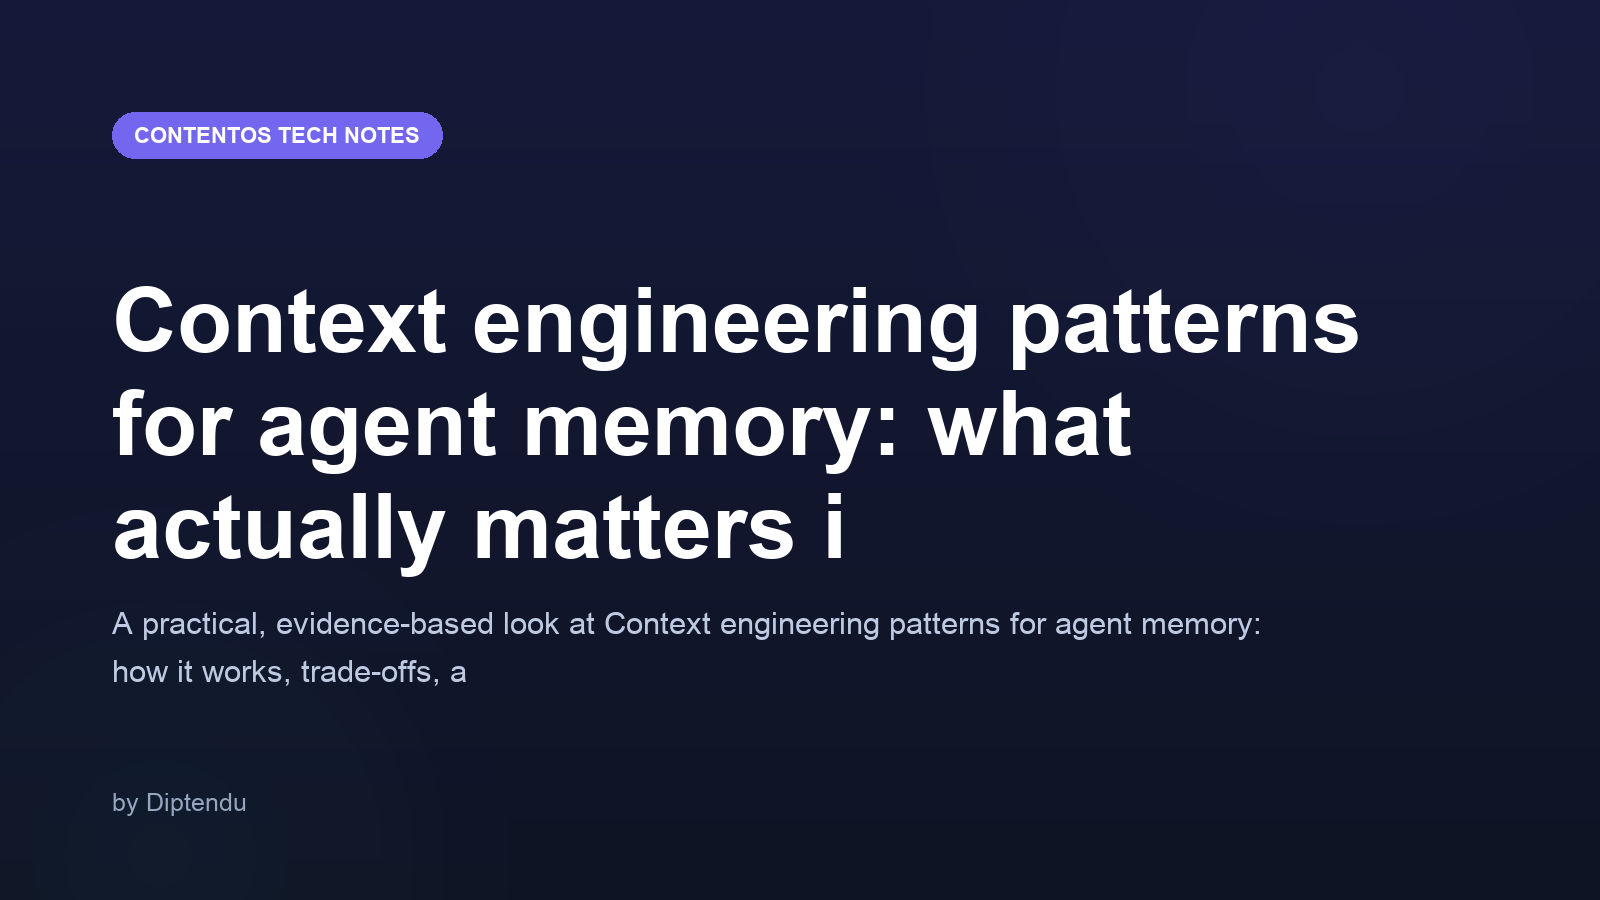 CONTENTOS TECH NOTES
Context engineering patterns
for agent memory: what
actually matters i
A practical, evidence-based look at Context engineering patterns for agent memory:
how it works, trade-offs, a
by Diptendu